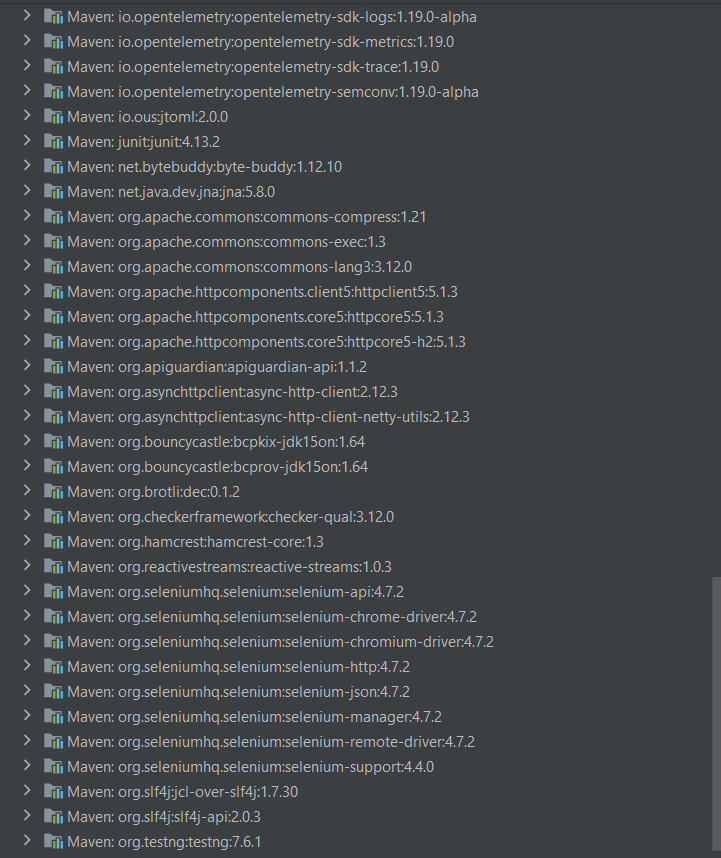 Maven: io.opentelemetry:opentelemetry-sdk-logs:1.19.0-alpha
Maven: io.opentelemetry:opentelemetry-sdk-metrics:1.19.0
Maven: io.opentelemetry:opentelemetry-sdk-trace:1.19.0
Maven: io.opentelemetry:opentelemetry-semconv:1.19.0-alpha
Maven: io.ous:jtoml:2.0.0
Maven: junit:junit:4.13.2
Maven: net.bytebuddy:byte-buddy:1.12.10
Maven: net.java.dev.jna:jna:5.8.0
Maven: org.apache.commons:commons-compress:1.21
Maven: org.apache.commons:commons-exec:1.3
Maven: org.apache.commons:commons-lang3:3.12.0
Maven: org.apache.httpcomponents.client5:httpclient5:5.1.3
Maven: org.apache.httpcomponents.core5:httpcore5:5.1.3
Maven: org.apache.httpcomponents.core5:httpcore5-h2:5.1.3
Maven: org.apiguardian:apiguardian-api:1.1.2
Maven: org.asynchttpclient:async-http-client:2.12.3
Maven: org.asynchttpclient:async-http-client-netty-utils:2.12.3
Maven: org.bouncycastle:bcpkix-jdk15on:1.64
Maven: org.bouncycastle:bcprov-jdk15on:1.64
Maven: org.brotli:dec:0.1.2
Maven: org.checkerframework:checker-qual:3.12.0
Maven: org.hamcrest:hamcrest-core:1.3
Maven: org.reactivestreams:reactive-streams:1.0.3
Maven: org.seleniumhq.selenium:selenium-api:4.7.2
Maven: org.seleniumhq.selenium:selenium-chrome-driver:4.7.2
Maven: org.seleniumhq.selenium:selenium-chromium-driver:4.7.2
Maven: org.seleniumhq.selenium:selenium-http:4.7.2
Maven: org.seleniumhq.selenium:selenium-json:4.7.2
Maven: org.seleniumhq.selenium:selenium-manager:4.7.2
Maven: org.seleniumhq.selenium:selenium-remote-driver:4.7.2
Maven: org.seleniumhq.selenium:selenium-support:4.4.0
Maven: org.slf4j:jcl-over-slf4j:1.7.30
Maven: org.slf4j:slf4j-api:2.0.3
Maven: org.testng:testng:7.6.1